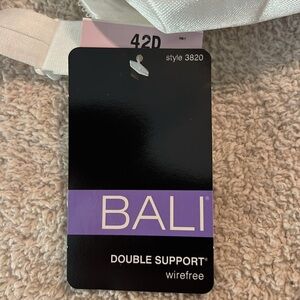 42D
style 3820
BALI®
DOUBLE SUPPORT®
wirefree